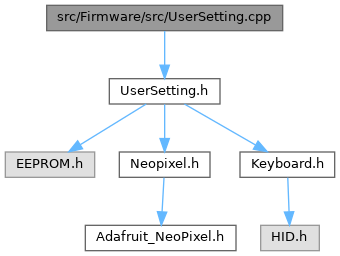 src/Firmware/src/UserSetting.cpp
UserSetting.h
EEPROM.h
Neopixel.h
Keyboard.h
Adafruit_NeoPixel.h
HID.h